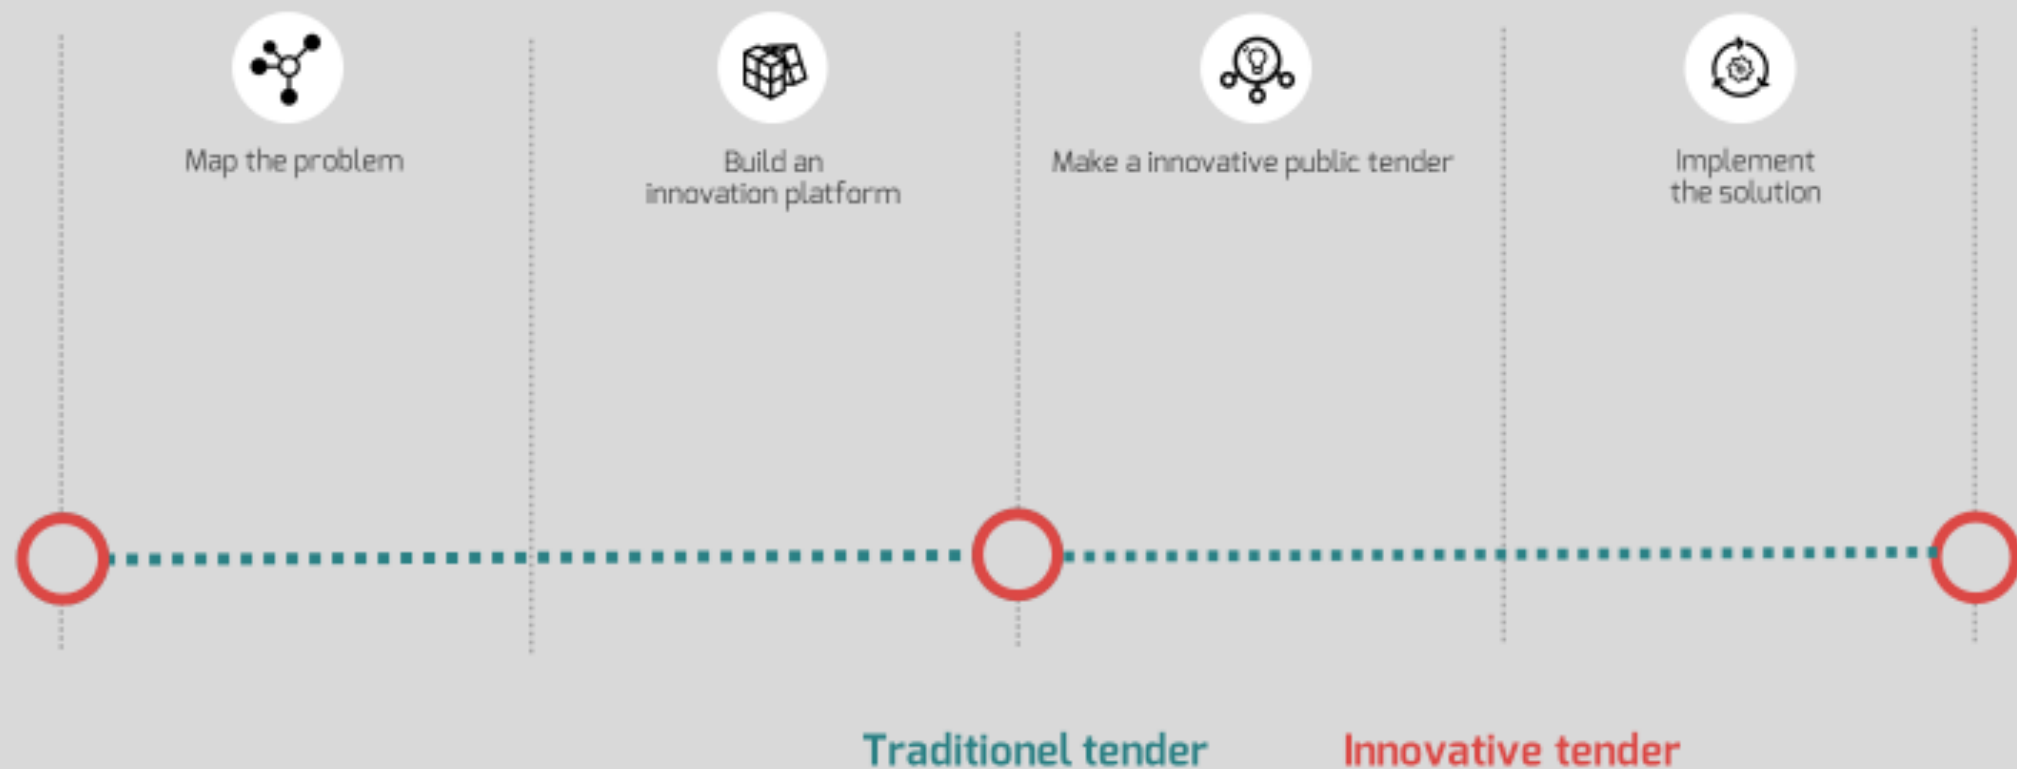 Map the problem
Build an
innovation platform
Make a innovative public tender
Implement
the solution
Traditionel tender
Innovative tender